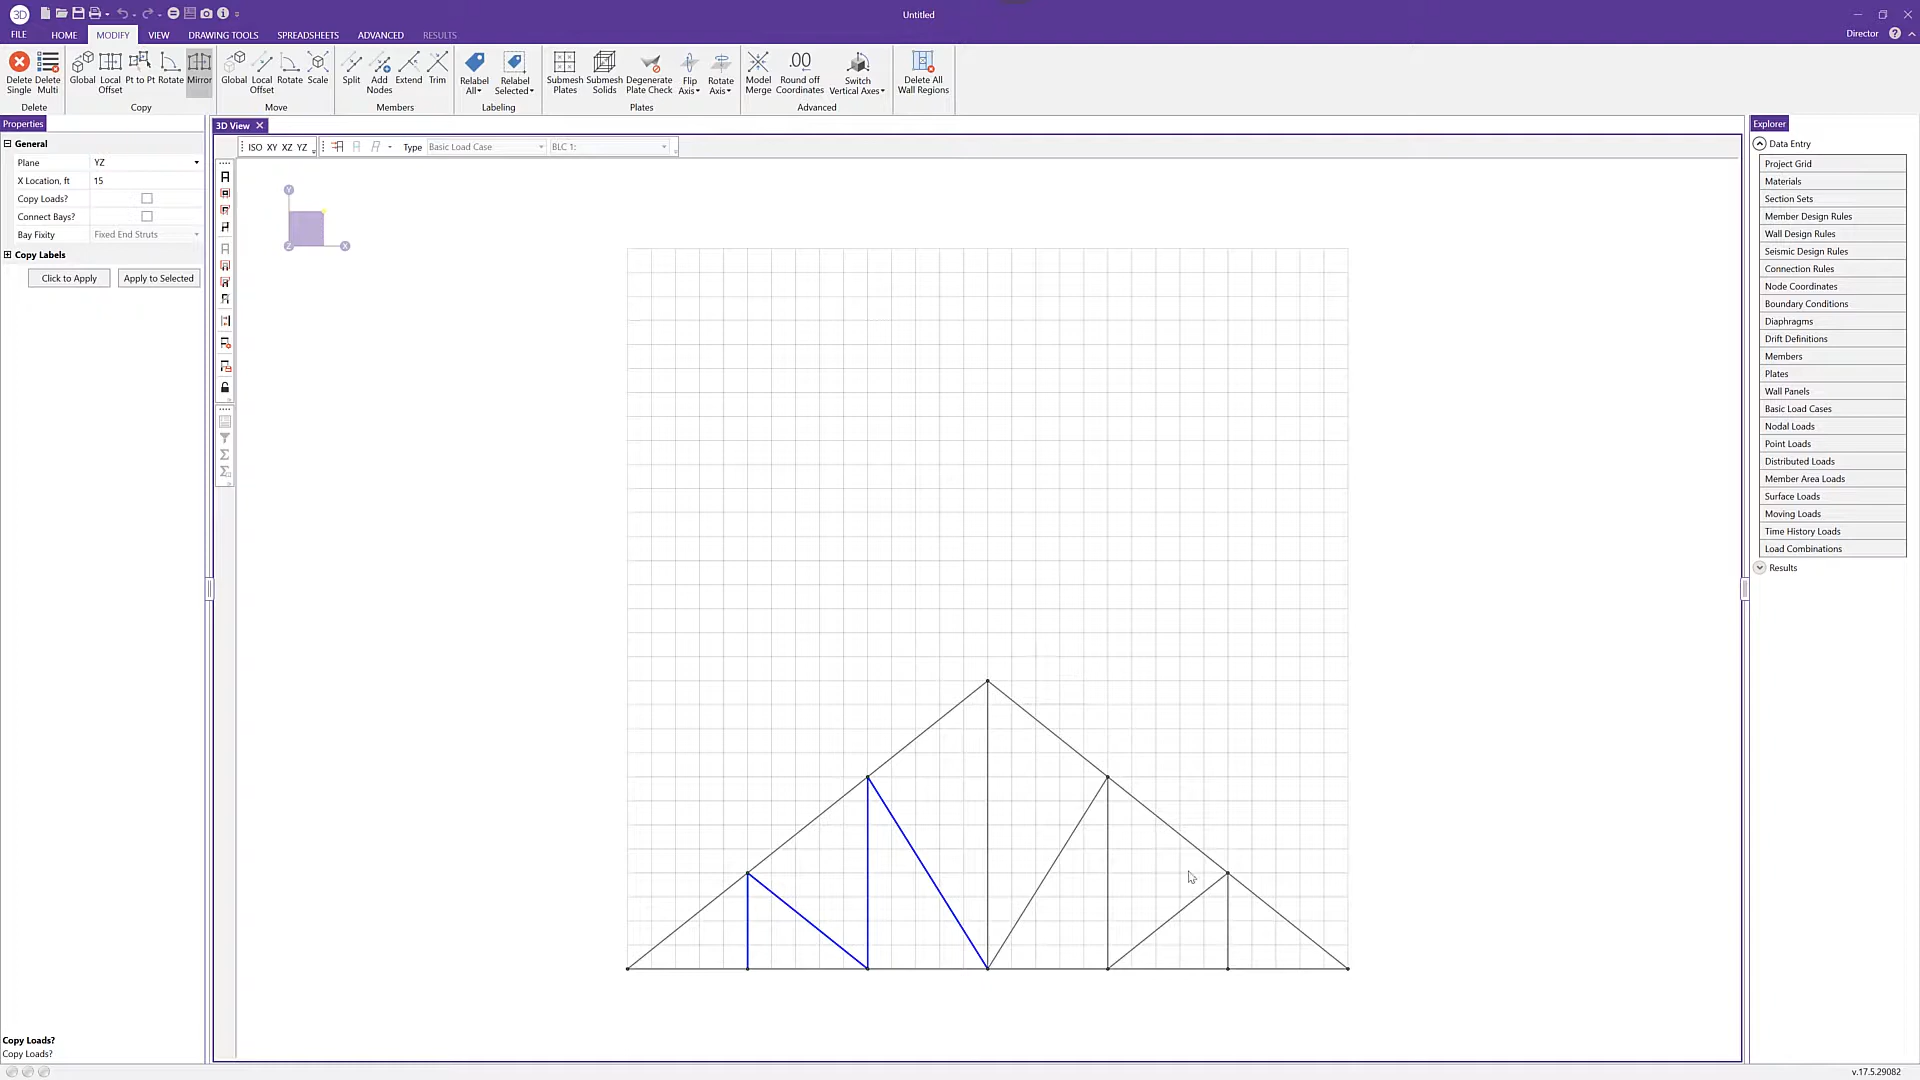 3D
Untitled
FILE HOME MODIFY VIEW DRAWING TOOLS SPREADSHEETS ADVANCED RESULTS
Director
Delete Single
Delete Multi
Delete
Global
Local Offset
Pt to Pt
Rotate
Mirror
Copy
Global
Local Offset
Rotate
Scale
Move
Split
Add Nodes
Extend
Trim
Members
Relabel All
Relabel Selected
Labeling
Submesh Plates
Submesh Solids
Degenerate Plate Check
Flip Axis
Rotate Axis
Plates
Model Merge
.00
Round off Coordinates
Switch Vertical Axes
Advanced
Delete All Wall Regions
Properties
General
Plane YZ
X Location, ft 15
Copy Loads?
Connect Bays?
Bay Fixity Fixed End Struts
Copy Labels
Click to Apply Apply to Selected
Copy Loads?
Copy Loads?
3D View
ISO XY XZ YZ Type Basic Load Case BLC 1:
Y
Z
X
Explorer
Data Entry
Project Grid
Materials
Section Sets
Member Design Rules
Wall Design Rules
Seismic Design Rules
Connection Rules
Node Coordinates
Boundary Conditions
Diaphragms
Drift Definitions
Members
Plates
Wall Panels
Basic Load Cases
Nodal Loads
Point Loads
Distributed Loads
Member Area Loads
Surface Loads
Moving Loads
Time History Loads
Load Combinations
Results
v.17.5.29082